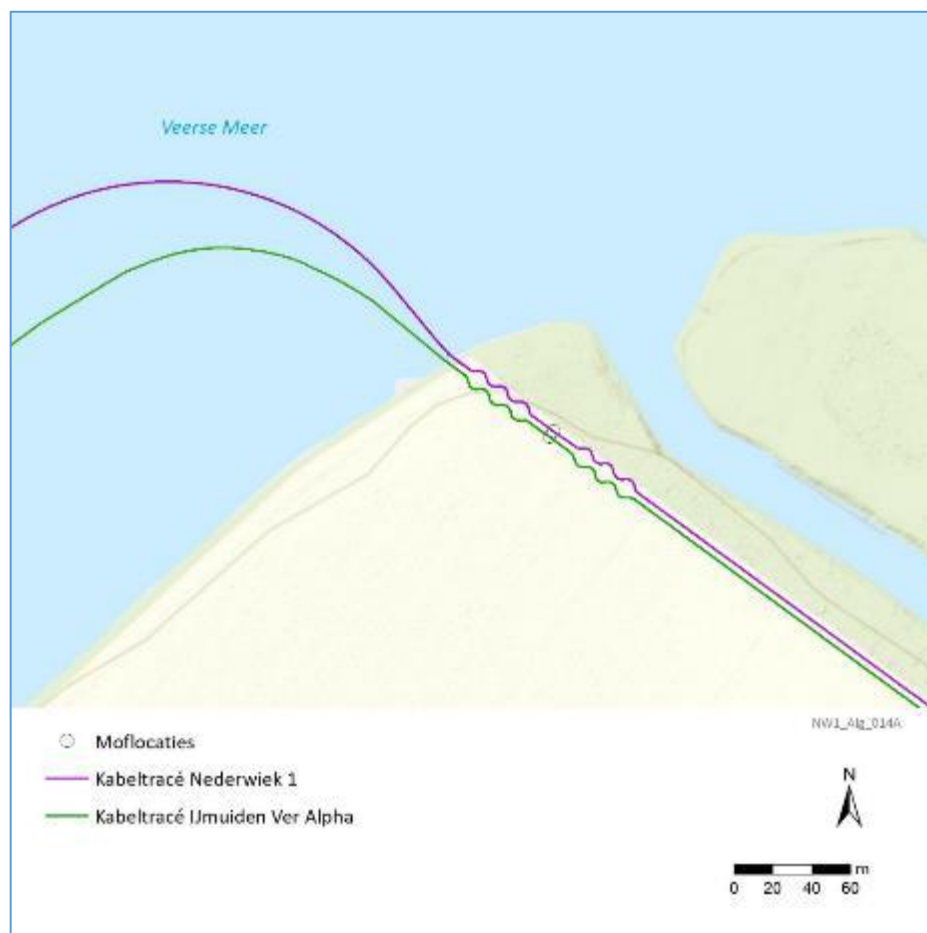 Veerse Meer
NW1_Alg_014A
Moflocaties
Kabeltracé Nederwiek 1
Kabeltracé IJmuiden Ver Alpha
N
m
0 20 40 60